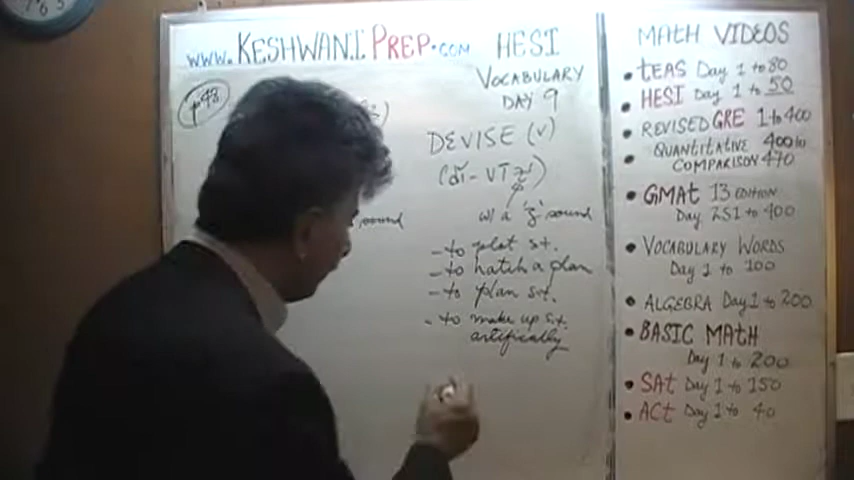 www.KESHWANIPREP.com HESI
VOCABULARY
DAY 9
p48
DEVISE (v)
w/ a 'z' sound
sound
- to plot s.t.
- to hatch a plan
- to plan s.t.
- to make up s.t.
artifically
MATH VIDEOS
• TEAS Day 1 to 80
• HESI Day 1 to 50
• REVISED GRE 1 to 400
• QUANTITATIVE 400 to
COMPARISON 470
• GMAT 13 EDITION
Day 251 to 400
• VOCABULARY WORDS
Day 1 to 100
• ALGEBRA Day 1 to 200
• BASIC MATH
Day 1 to 200
• SAT Day 1 to 150
• ACT Day 1 to 40